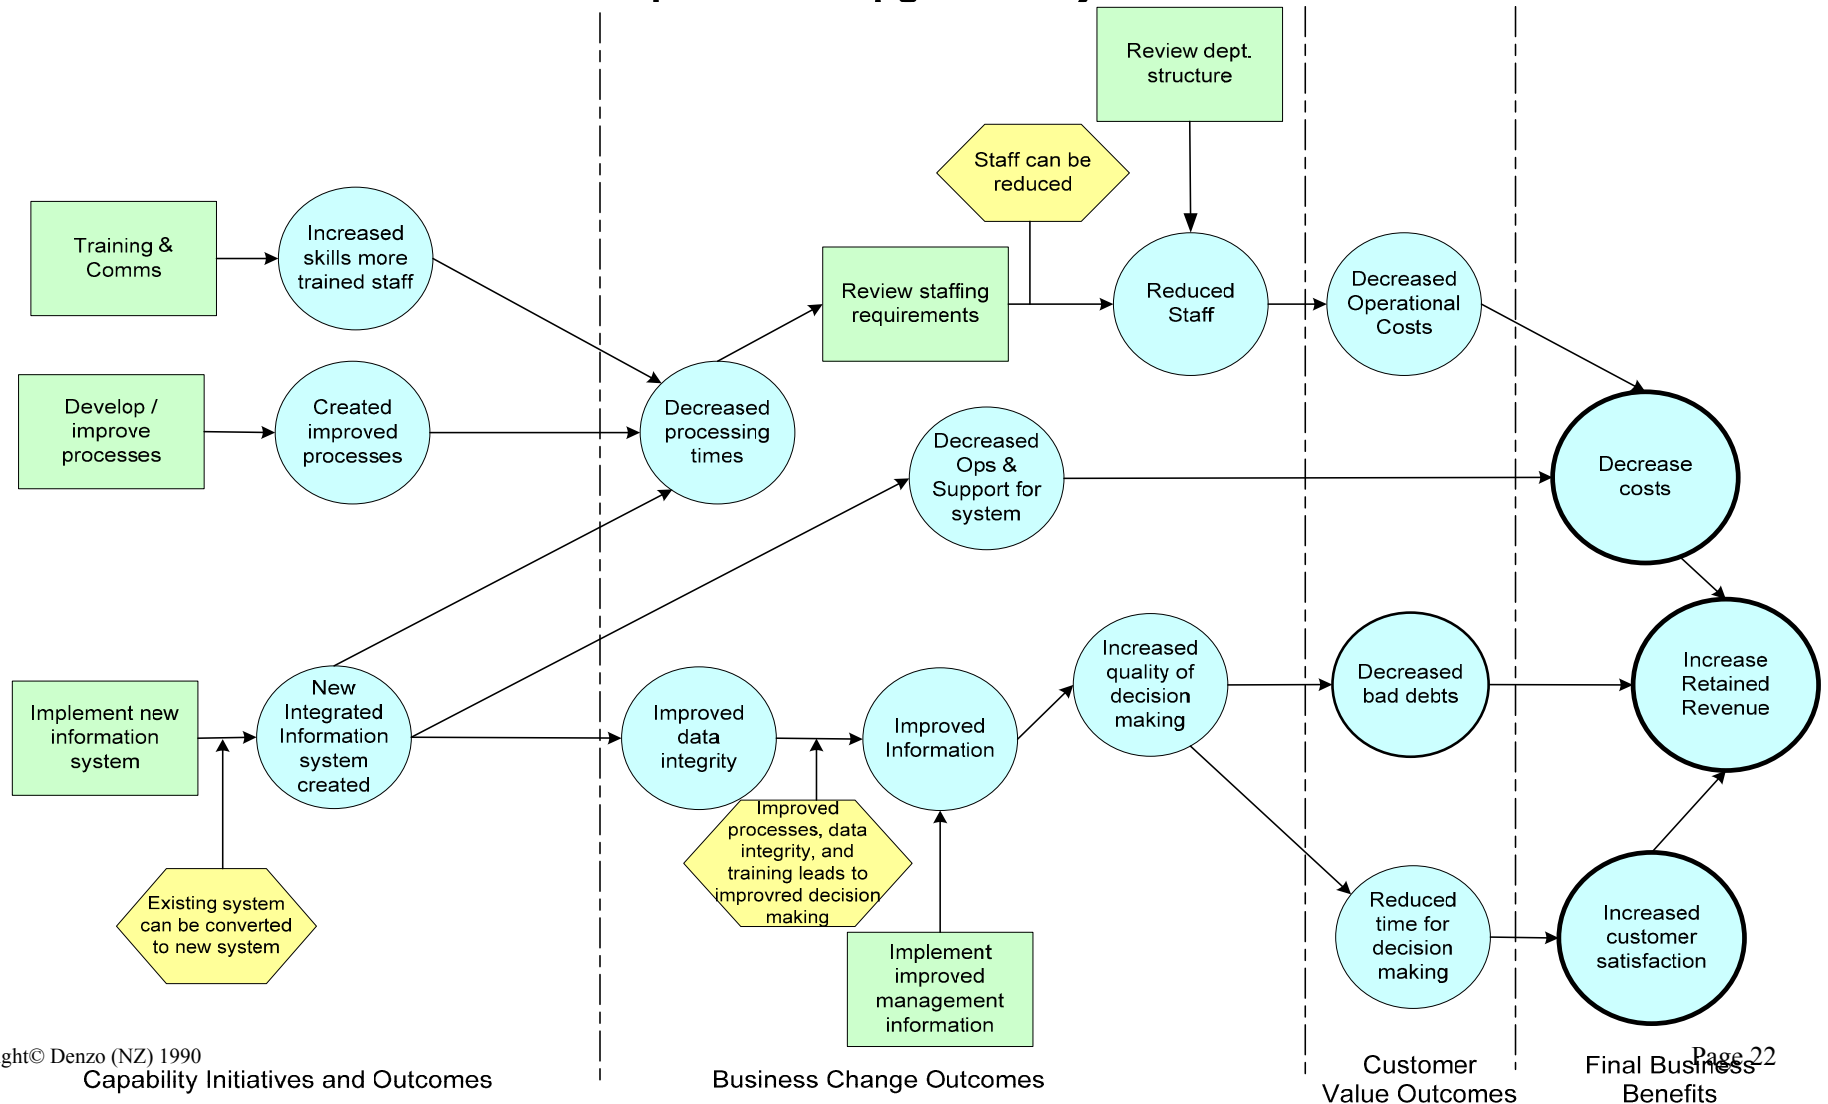 Review dept.
structure
Staff can be
reduced
Training &
Comms
Increased
skills more
trained staff
Review staffing
requirements
Reduced
Staff
Decreased
Operational
Costs
Develop /
improve
processes
Created
improved
processes
Decreased
processing
times
Decreased
Ops &
Support for
system
Decrease
costs
Implement new
information
system
New
Integrated
Information
system
created
Improved
data
integrity
Improved
Information
Increased
quality of
decision
making
Decreased
bad debts
Increase
Retained
Revenue
Existing system
can be converted
to new system
Improved
processes, data
integrity, and
training leads to
improvred decision
making
Implement
improved
management
information
Reduced
time for
decision
making
Increased
customer
satisfaction
ght© Denzo (NZ) 1990
Page 22
Capability Initiatives and Outcomes
Business Change Outcomes
Customer
Value Outcomes
Final Business
Benefits